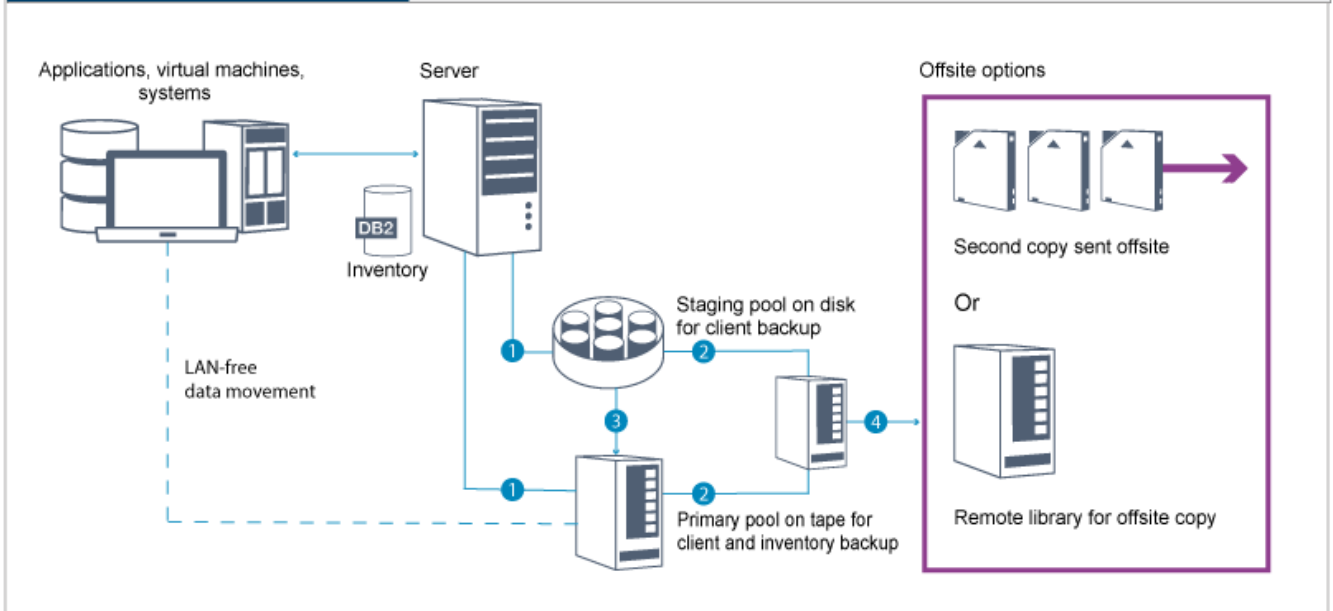 Applications, virtual machines,
systems
Server
Offsite options
DB2
Inventory
Second copy sent offsite
Staging pool on disk
for client backup
Or
1
2
LAN-free
data movement
3
4
1
2
Primary pool on tape for
client and inventory backup
Remote library for offsite copy